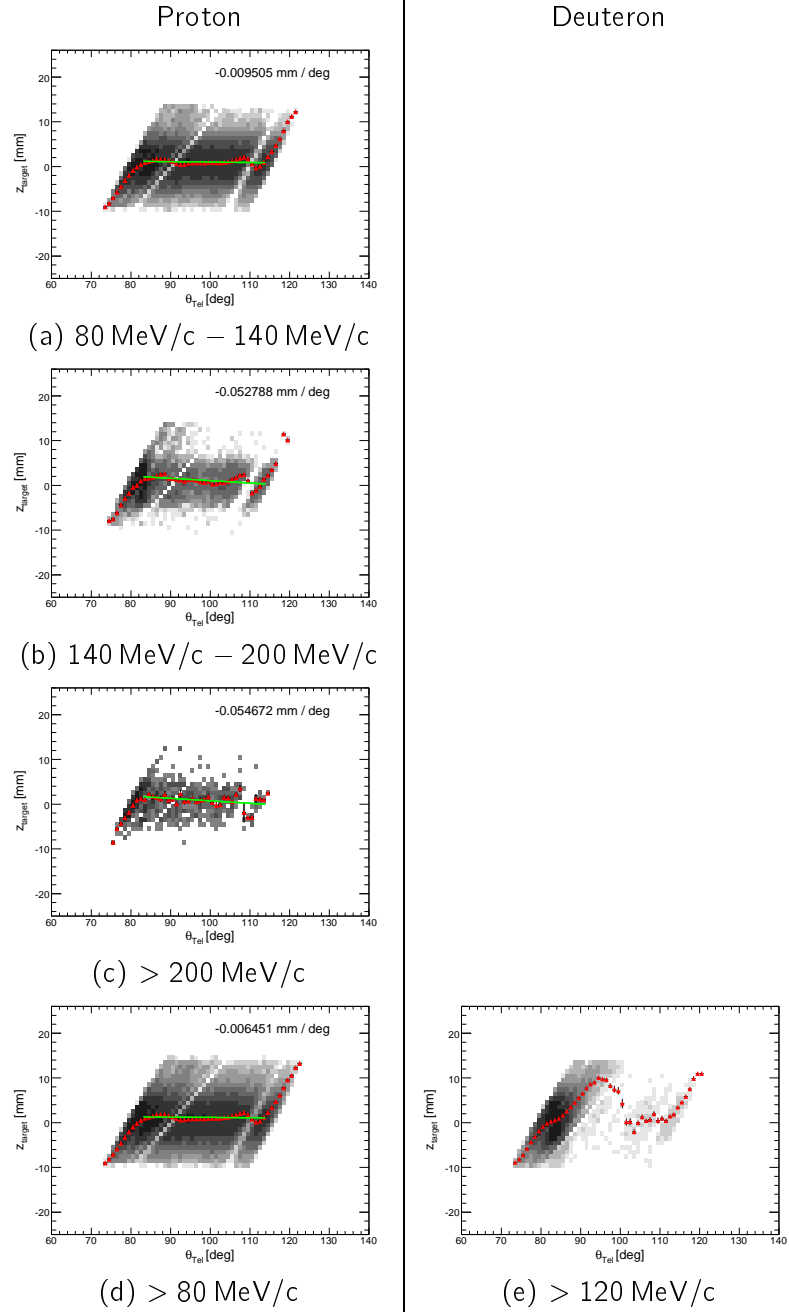 Proton
Deuteron
-0.009505 mm / deg
20
10
0
-10
-20
z_target [mm]
60 70 80 90 100 110 120 130 140
θ_Tel [deg]
(a) 80 MeV/c – 140 MeV/c
-0.052788 mm / deg
20
10
0
-10
-20
z_target [mm]
60 70 80 90 100 110 120 130 140
θ_Tel [deg]
(b) 140 MeV/c – 200 MeV/c
-0.054672 mm / deg
20
10
0
-10
-20
z_target [mm]
60 70 80 90 100 110 120 130 140
θ_Tel [deg]
(c) > 200 MeV/c
-0.006451 mm / deg
20
10
0
-10
-20
z_target [mm]
60 70 80 90 100 110 120 130 140
θ_Tel [deg]
(d) > 80 MeV/c
20
10
0
-10
-20
z_target [mm]
60 70 80 90 100 110 120 130 140
θ_Tel [deg]
(e) > 120 MeV/c